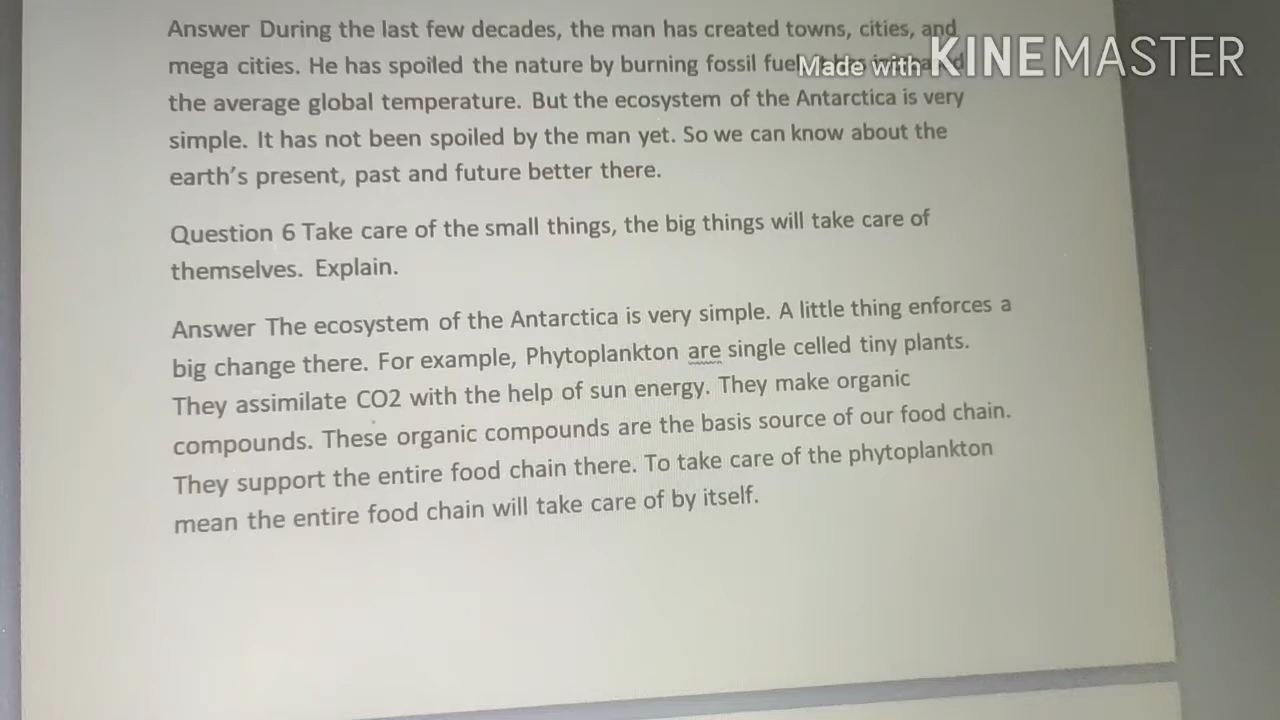 Answer During the last few decades, the man has created towns, cities, and
mega cities. He has spoiled the nature by burning fossil fuel
Made with KINEMASTER
the average global temperature. But the ecosystem of the Antarctica is very
simple. It has not been spoiled by the man yet. So we can know about the
earth's present, past and future better there.
Question 6 Take care of the small things, the big things will take care of
themselves. Explain.
Answer The ecosystem of the Antarctica is very simple. A little thing enforces a
big change there. For example, Phytoplankton are single celled tiny plants.
They assimilate CO2 with the help of sun energy. They make organic
compounds. These organic compounds are the basis source of our food chain.
They support the entire food chain there. To take care of the phytoplankton
mean the entire food chain will take care of by itself.